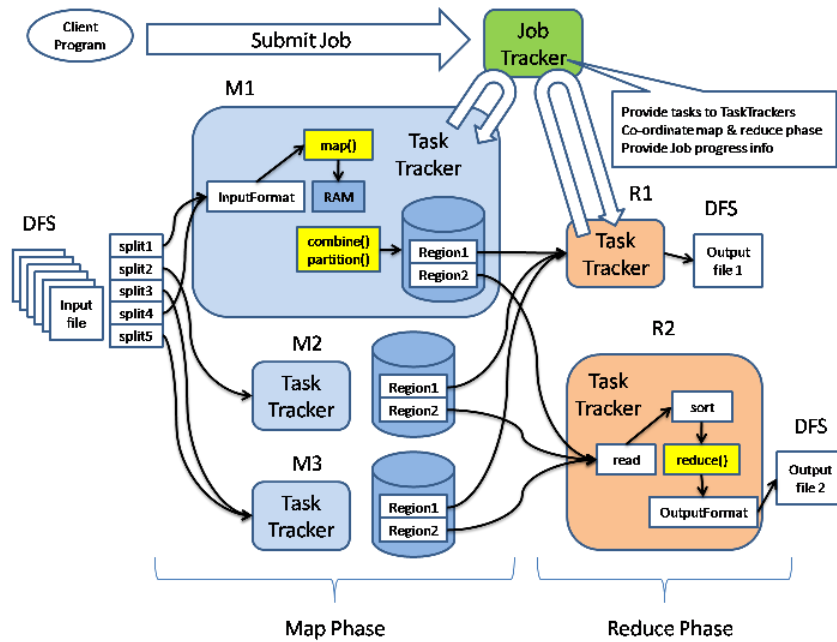 Client
Program
Submit Job
Job
Tracker
Provide tasks to TaskTrackers
Co-ordinate map & reduce phase
Provide Job progress info
M1
map()
Task
Tracker
InputFormat
RAM
combine()
partition()
Region1
Region2
DFS
Input
file
split1
split2
split3
split4
split5
R1
Task
Tracker
DFS
Output
file 1
M2
Task
Tracker
Region1
Region2
M3
Task
Tracker
Region1
Region2
R2
Task
Tracker
sort
read
reduce()
OutputFormat
DFS
Output
file 2
Map Phase
Reduce Phase